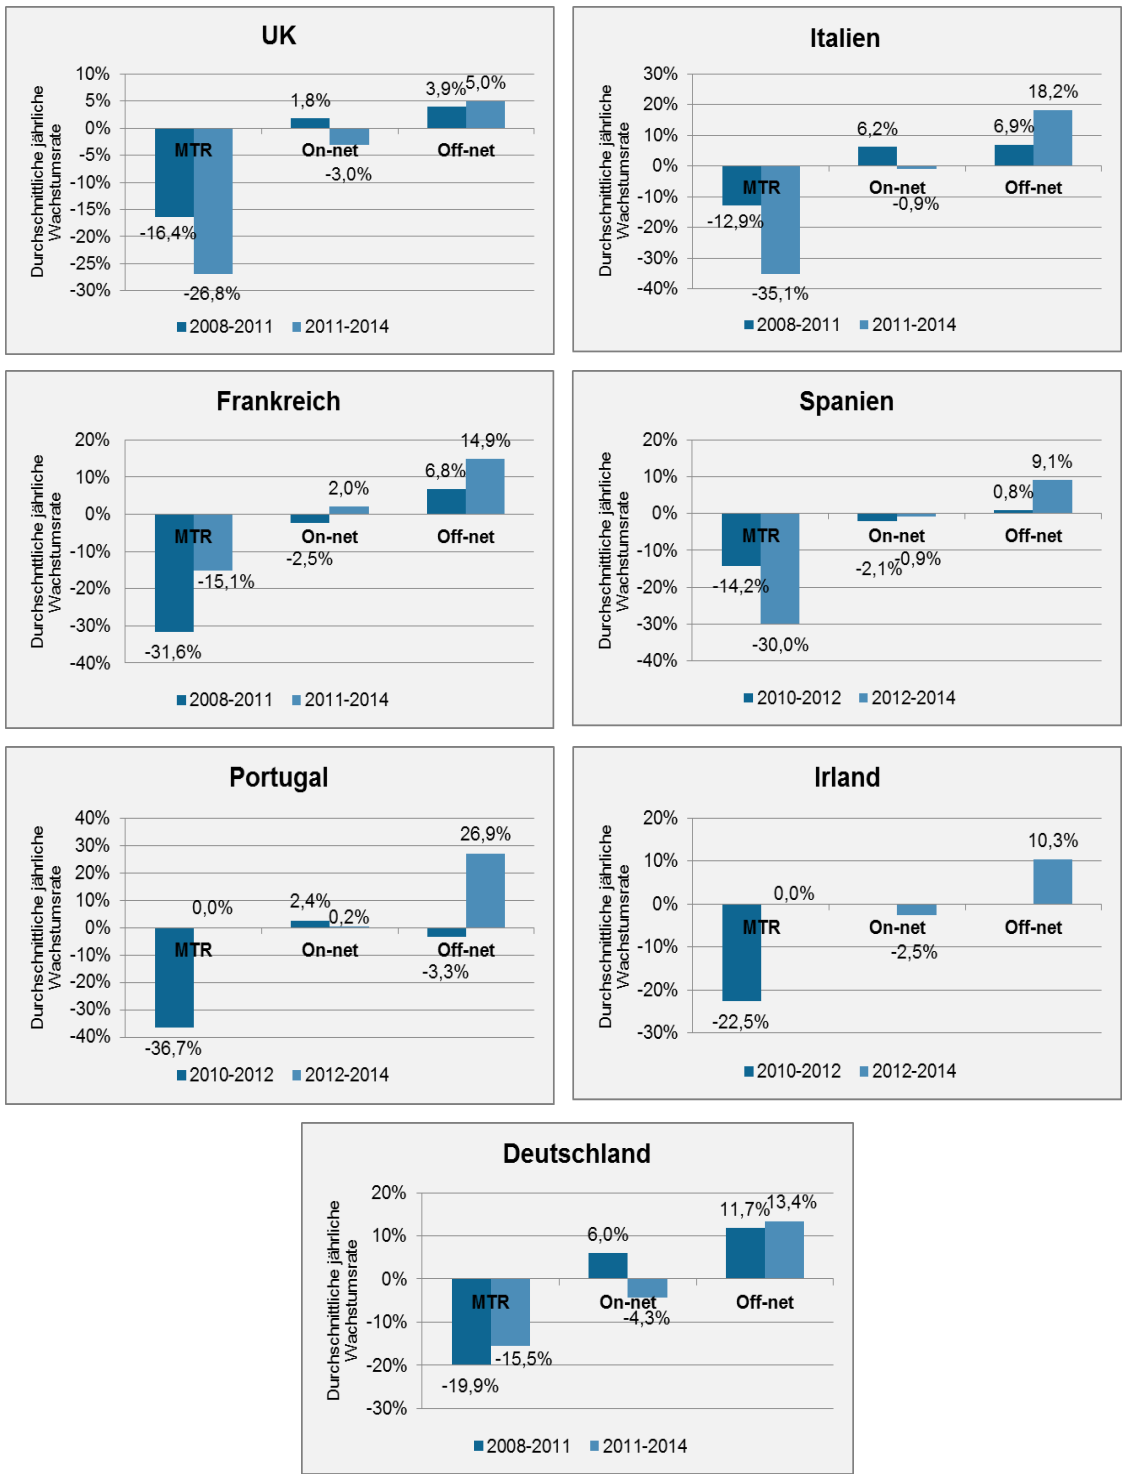 UK
Durchschnittliche jährliche
Wachstumsrate
10%
5%
0%
-5%
-10%
-15%
-20%
-25%
-30%
MTR
On-net
Off-net
-16,4%
-26,8%
1,8%
-3,0%
3,9%
5,0%
2008-2011
2011-2014
Italien
Durchschnittliche jährliche
Wachstumsrate
30%
20%
10%
0%
-10%
-20%
-30%
-40%
MTR
On-net
Off-net
-12,9%
-35,1%
6,2%
-0,9%
6,9%
18,2%
2008-2011
2011-2014
Frankreich
Durchschnittliche jährliche
Wachstumsrate
20%
10%
0%
-10%
-20%
-30%
-40%
MTR
On-net
Off-net
-31,6%
-15,1%
-2,5%
2,0%
6,8%
14,9%
2008-2011
2011-2014
Spanien
Durchschnittliche jährliche
Wachstumsrate
20%
10%
0%
-10%
-20%
-30%
-40%
MTR
On-net
Off-net
-14,2%
-30,0%
-2,1%
-0,9%
0,8%
9,1%
2010-2012
2012-2014
Portugal
Durchschnittliche jährliche
Wachstumsrate
40%
30%
20%
10%
0%
-10%
-20%
-30%
-40%
MTR
On-net
Off-net
-36,7%
0,0%
2,4%
0,2%
-3,3%
26,9%
2010-2012
2012-2014
Irland
Durchschnittliche jährliche
Wachstumsrate
20%
10%
0%
-10%
-20%
-30%
MTR
On-net
Off-net
-22,5%
0,0%
-2,5%
10,3%
2010-2012
2012-2014
Deutschland
Durchschnittliche jährliche
Wachstumsrate
20%
10%
0%
-10%
-20%
-30%
MTR
On-net
Off-net
-19,9%
-15,5%
6,0%
-4,3%
11,7%
13,4%
2008-2011
2011-2014